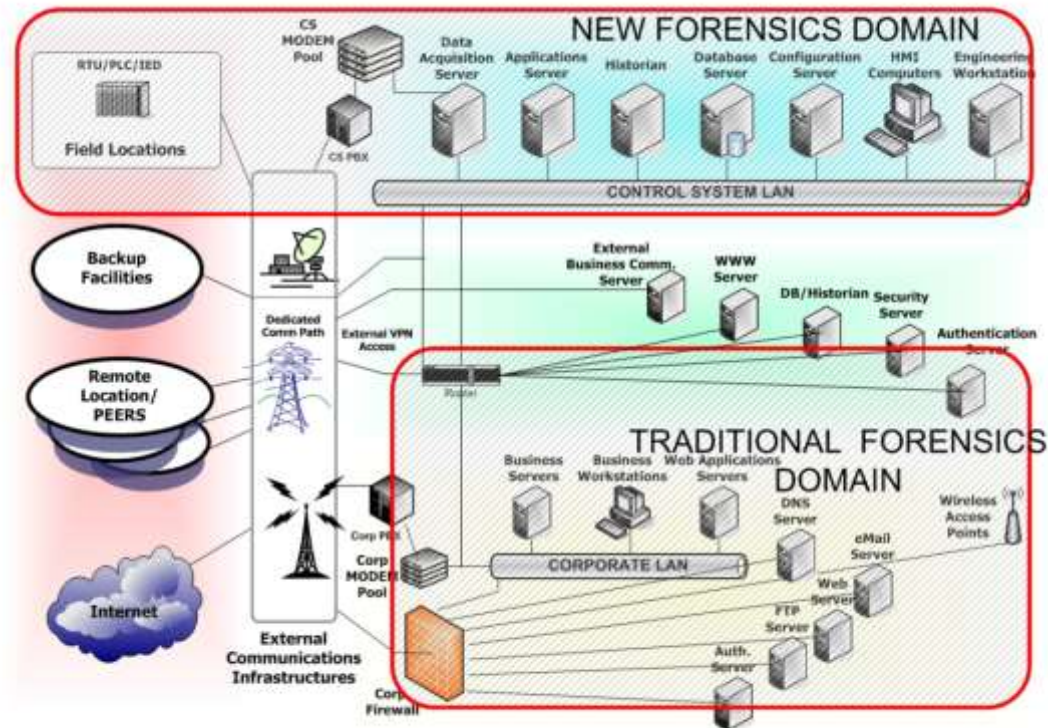 NEW FORENSICS DOMAIN
CS
MODEM
Pool
Data
Acquisition
Server
Applications
Server
Historian
Database
Server
Configuration
Server
HMI
Computers
Engineering
Workstation
RTU/PLC/IED
Field Locations
CS PBX
CONTROL SYSTEM LAN
Backup
Facilities
External
Business Comm.
Server
WWW
Server
DB/Historian
Security
Server
Authentication
Server
Dedicated
Comm Path
External VPN
Access
Remote
Location/
PEERS
Router
TRADITIONAL FORENSICS
DOMAIN
Business
Servers
Business
Workstations
Web Applications
Servers
DNS
Server
Wireless
Access
Points
Corp PBX
Corp
MODEM
Pool
CORPORATE LAN
eMail
Server
Web
Server
FTP
Server
Auth.
Server
Internet
External
Communications
Infrastructures
Corp
Firewall